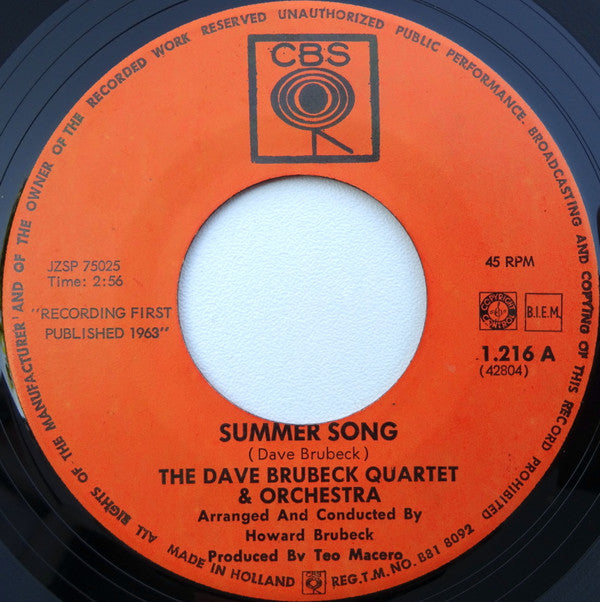 ALL RIGHTS OF THE MANUFACTURER AND OF THE OWNER OF THE RECORDED WORK RESERVED UNAUTHORIZED PUBLIC PERFORMANCE. BROADCASTING AND COPYING OF THIS RECORD PROHIBITED
CBS
JZSP 75025
Time: 2:56
"RECORDING FIRST
PUBLISHED 1963"
45 RPM
COPYRIGHT
B.I.E.M.
1.216 A
(42804)
SUMMER SONG
(Dave Brubeck)
THE DAVE BRUBECK QUARTET
& ORCHESTRA
Arranged And Conducted By
Howard Brubeck
Produced By Teo Macero
MADE IN HOLLAND
CBS
REG.T.M.NO. B81 8092